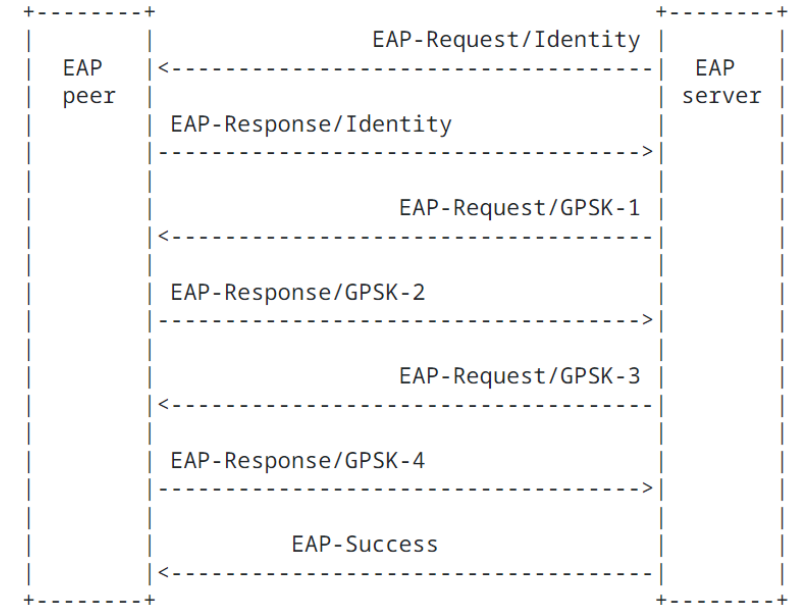 EAP-Request/Identity
EAP peer
EAP server
EAP-Response/Identity
EAP-Request/GPSK-1
EAP-Response/GPSK-2
EAP-Request/GPSK-3
EAP-Response/GPSK-4
EAP-Success